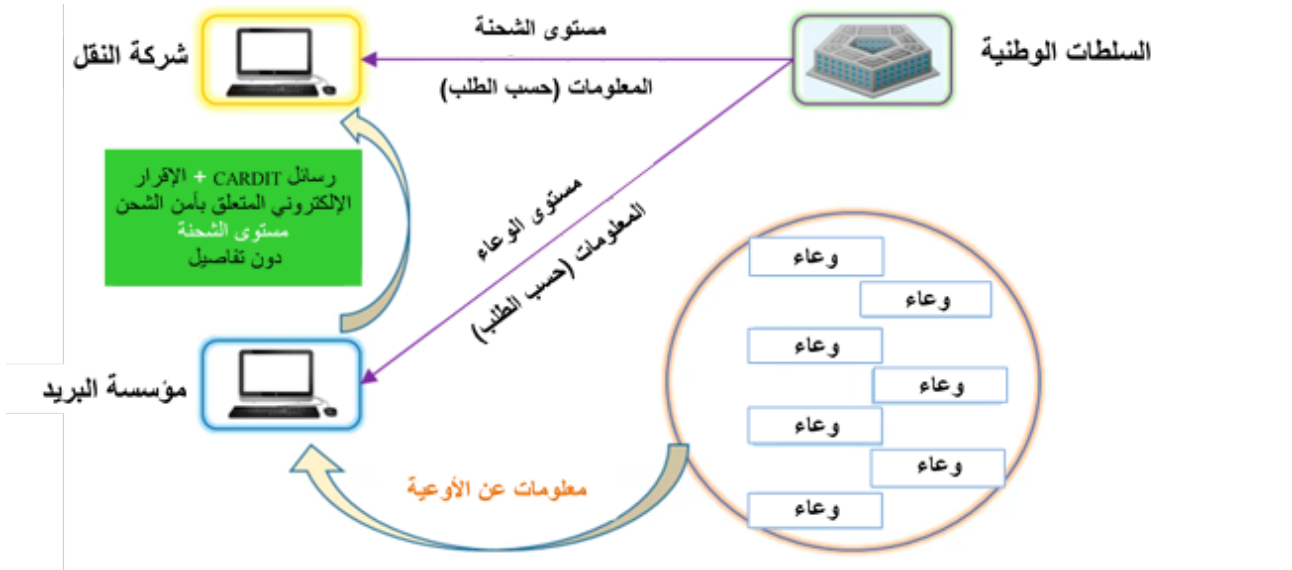 السلطات الوطنية
مستوى الشحنة
المعلومات (حسب الطلب)
شركة النقل
رسائل CARDIT + الإقرار
الإلكتروني المتعلق بأمن الشحن
مستوى الشحنة
دون تفاصيل
مستوى الوعاء
المعلومات (حسب الطلب)
وعاء
وعاء
وعاء
وعاء
وعاء
وعاء
وعاء
مؤسسة البريد
معلومات عن الأوعية